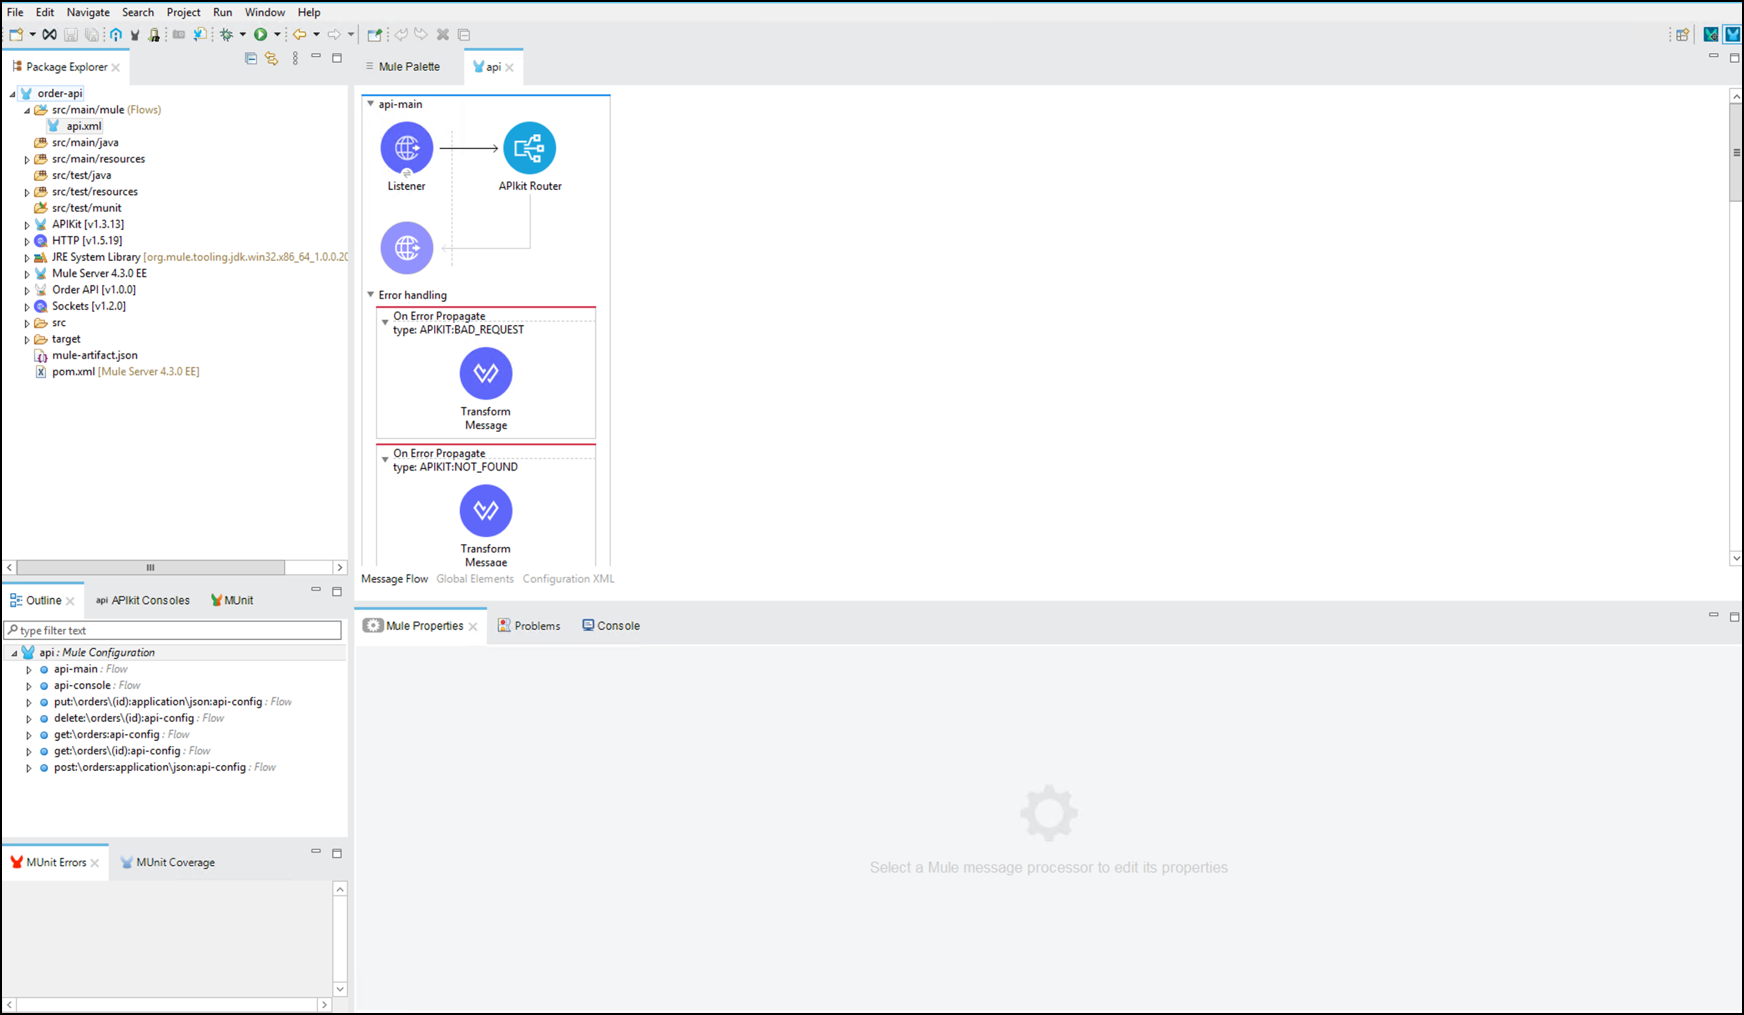 File Edit Navigate Search Project Run Window Help
Package Explorer
order-api
src/main/mule (Flows)
api.xml
src/main/java
src/main/resources
src/test/java
src/test/resources
src/test/munit
APIKit [v1.3.13]
HTTP [v1.5.19]
JRE System Library [org.mule.tooling.jdk.win32.x86_64_1.0.0.20
Mule Server 4.3.0 EE
Order API [v1.0.0]
Sockets [v1.2.0]
src
target
mule-artifact.json
pom.xml [Mule Server 4.3.0 EE]
Mule Palette api
api-main
Listener APIkit Router
Error handling
On Error Propagate
type: APIKIT:BAD_REQUEST
Transform
Message
On Error Propagate
type: APIKIT:NOT_FOUND
Transform
Message
Message Flow Global Elements Configuration XML
Outline api APIkit Consoles MUnit
type filter text
api : Mule Configuration
api-main : Flow
api-console : Flow
put:\orders\(id):application\json:api-config : Flow
delete:\orders\(id):api-config : Flow
get:\orders:api-config : Flow
get:\orders\(id):api-config : Flow
post:\orders:application\json:api-config : Flow
MUnit Errors MUnit Coverage
Mule Properties Problems Console
Select a Mule message processor to edit its properties